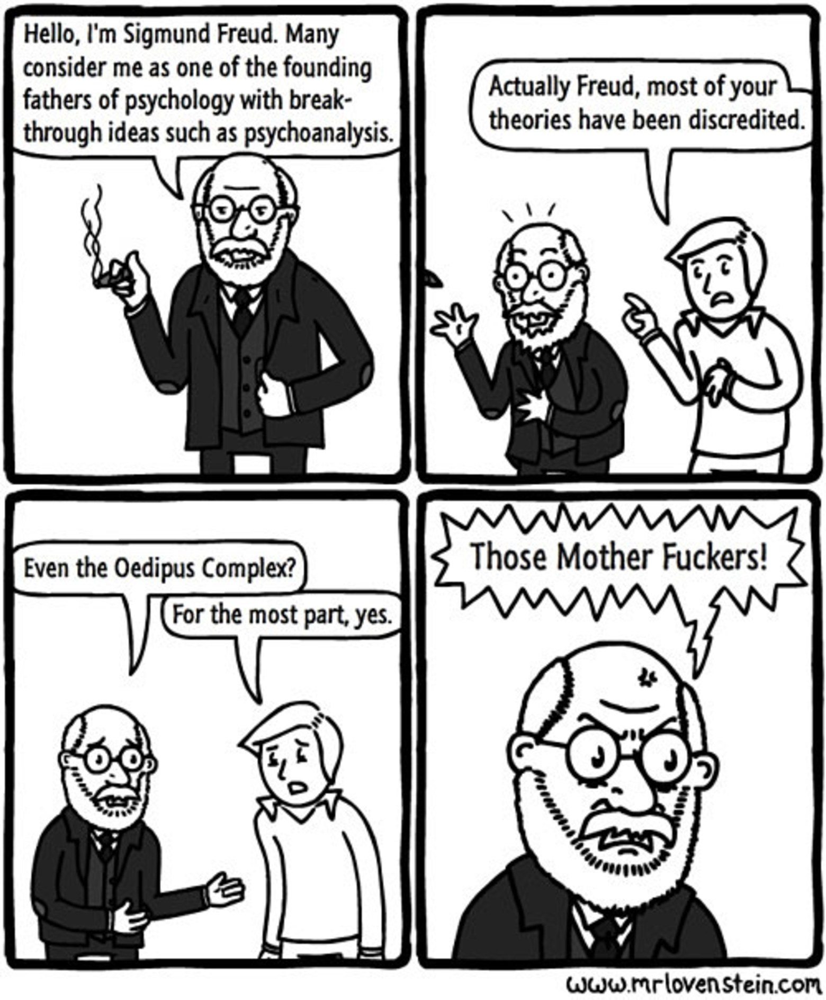 Hello, I'm Sigmund Freud. Many
consider me as one of the founding
fathers of psychology with break-
through ideas such as psychoanalysis.
Actually Freud, most of your
theories have been discredited.
Even the Oedipus Complex?
For the most part, yes.
Those Mother Fuckers!
www.mrlovenstein.com